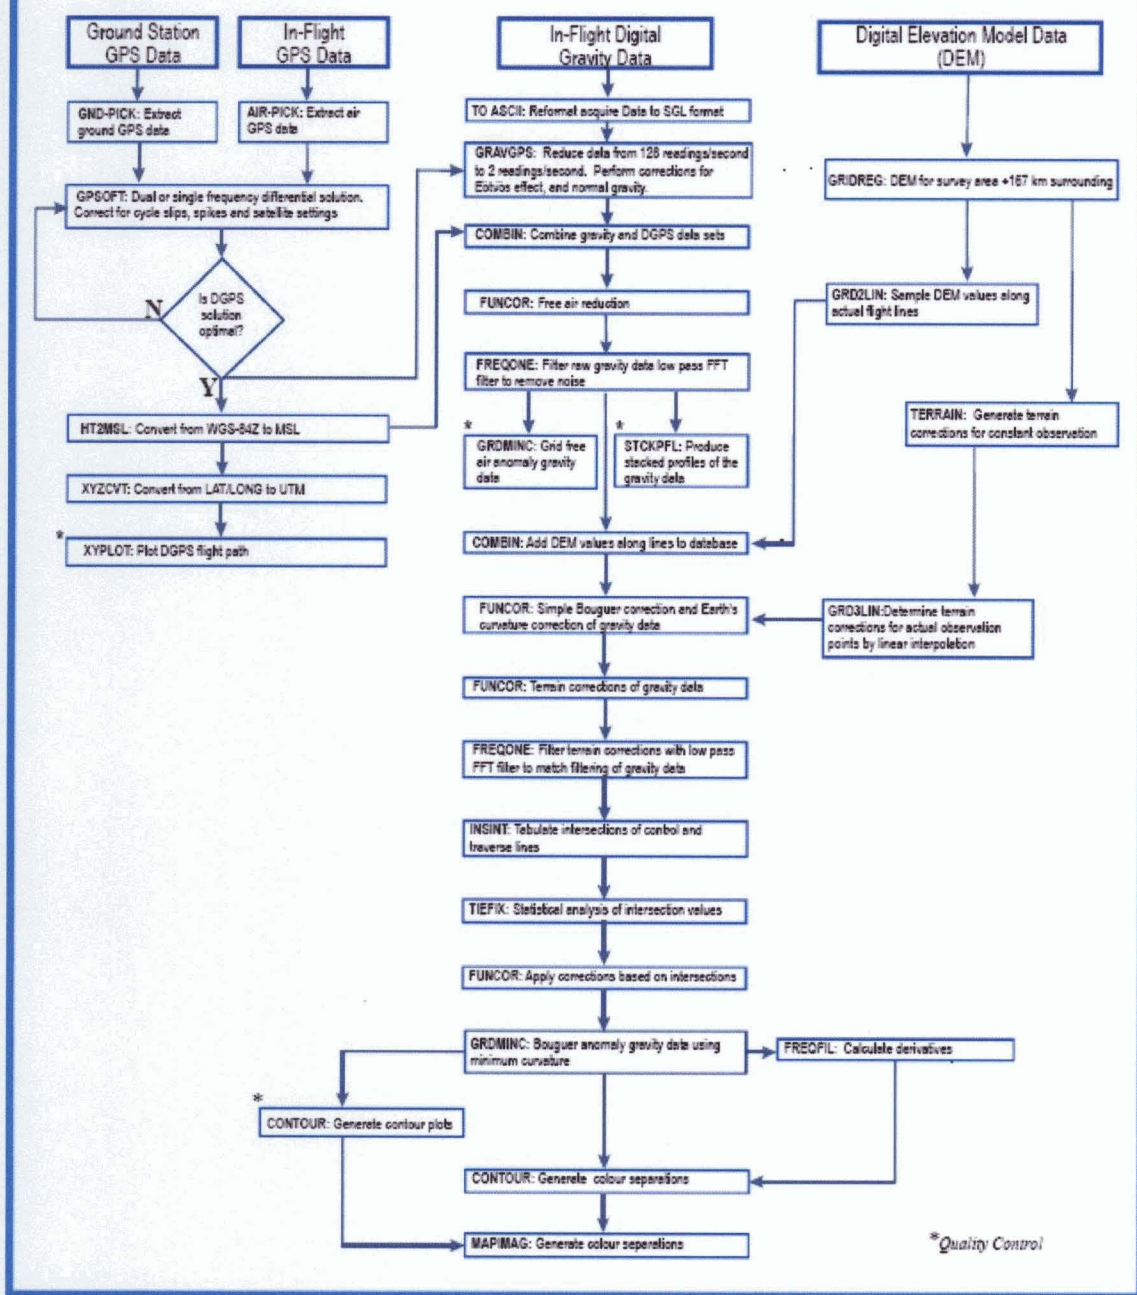 Ground Station
GPS Data
In-Flight
GPS Data
In-Flight Digital
Gravity Data
Digital Elevation Model Data
(DEM)
GND-PICK: Extract
ground GPS data
AIR-PICK: Extract air
GPS data
TO ASCII: Reformat acquire Data to SGL format
GRAVGPS: Reduce data from 128 readings/second
to 2 readings/second. Perform corrections for
Eötvös effect, and normal gravity.
GRIDREG: DEM for survey area +167 km surrounding
GPSOFT: Dual or single frequency differential solution.
Correct for cycle slips, spikes and satellite settings
COMBIN: Combine gravity and DGPS data sets
Is DGPS
solution
optimal?
N
Y
FUNCOR: Free air reduction
GRD2LIN: Sample DEM values along
actual flight lines
FREQONE: Filter raw gravity data low pass FFT
filter to remove noise
HT2MSL: Convert from WGS-84Z to MSL
TERRAIN: Generate terrain
corrections for constant observation
*
GRDMINC: Grid free
air anomaly gravity
data
*
STCKPFL: Produce
stacked profiles of the
gravity data
XYZCVT: Convert from LAT/LONG to UTM
*
XYPLOT: Plot DGPS flight path
COMBIN: Add DEM values along lines to database
FUNCOR: Simple Bouguer correction and Earth's
curvature correction of gravity data
GRD3LIN:Determine terrain
corrections for actual observation
points by linear interpolation
FUNCOR: Terrain corrections of gravity data
FREQONE: Filter terrain corrections with low pass
FFT filter to match filtering of gravity data
INSINT: Tabulate intersections of control and
traverse lines
TIEFIX: Statistical analysis of intersection values
FUNCOR: Apply corrections based on intersections
GRDMINC: Bouguer anomaly gravity data using
minimum curvature
FREQFIL: Calculate derivatives
*
CONTOUR: Generate contour plots
CONTOUR: Generate colour separations
MAPIMAG: Generate colour separations
*Quality Control